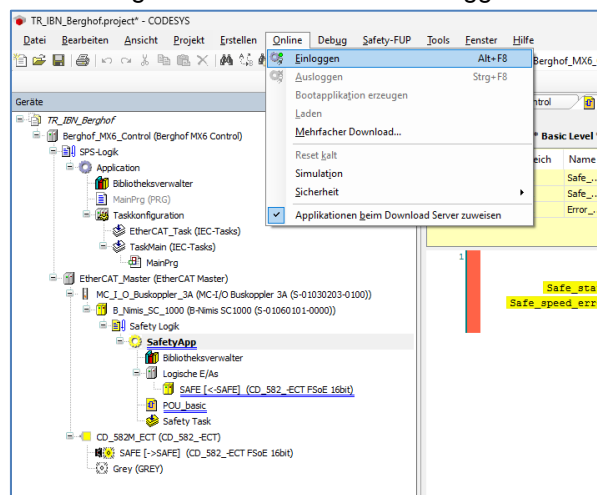 TR_IBN_Berghof.project* - CODESYS
Datei Bearbeiten Ansicht Projekt Erstellen Online Debug Safety-FUP Tools Fenster Hilfe
Einloggen Alt+F8
Ausloggen Strg+F8
Bootapplikation erzeugen
Laden
Mehrfacher Download...
Reset kalt
Simulation
Sicherheit
Applikationen beim Download Server zuweisen
Berghof_MX6_
Geräte
TR_IBN_Berghof
Berghof_MX6_Control (Berghof MX6 Control)
SPS-Logik
Application
Bibliotheksverwalter
MainPrg (PRG)
Taskkonfiguration
EtherCAT_Task (IEC-Tasks)
TaskMain (IEC-Tasks)
MainPrg
EtherCAT_Master (EtherCAT Master)
MC_I_O_Buskoppler_3A (MC-I/O Buskoppler 3A (S-01030203-0100))
B_Nimis_SC_1000 (B-Nimis SC1000 (S-01060101-0000))
Safety Logik
SafetyApp
Bibliotheksverwalter
Logische E/As
SAFE [<-SAFE] (CD_582_-ECT FSoE 16bit)
POU_basic
Safety Task
CD_582M_ECT (CD_582_-ECT)
SAFE [->SAFE] (CD_582_-ECT FSoE 16bit)
Grey (GREY)
ntrol
* Basic Level
eich Name
Safe_...
Safe_...
Error_...
1
Safe_sta
Safe_speed_err